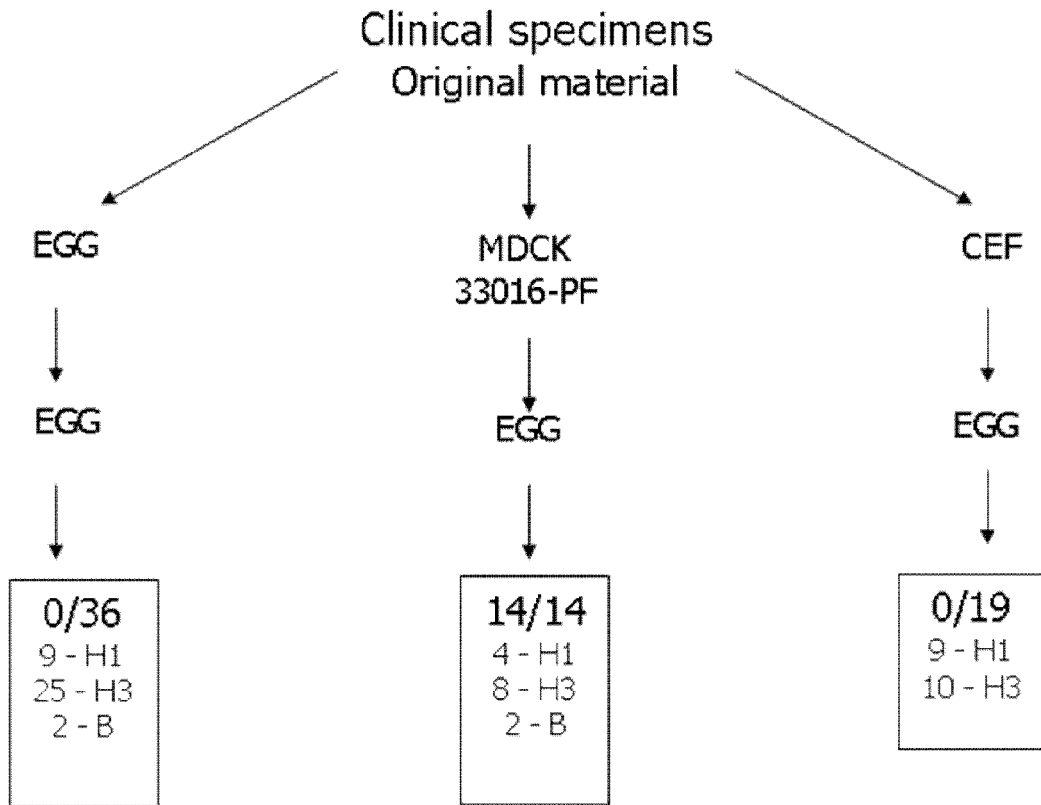 Clinical specimens
Original material
EGG
MDCK
33016-PF
CEF
EGG
EGG
EGG
0/36
9 - H1
25 - H3
2 - B
14/14
4 - H1
8 - H3
2 - B
0/19
9 - H1
10 - H3